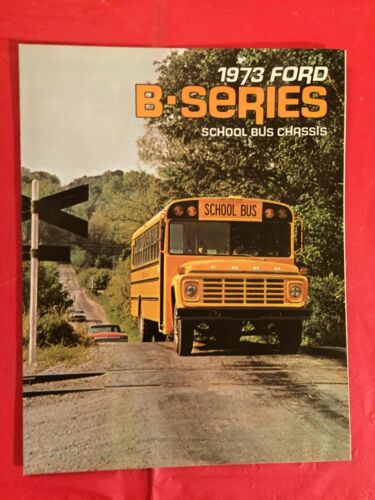 1973 FORD
B·SERIES
SCHOOL BUS CHASSIS
SCHOOL BUS
FORD